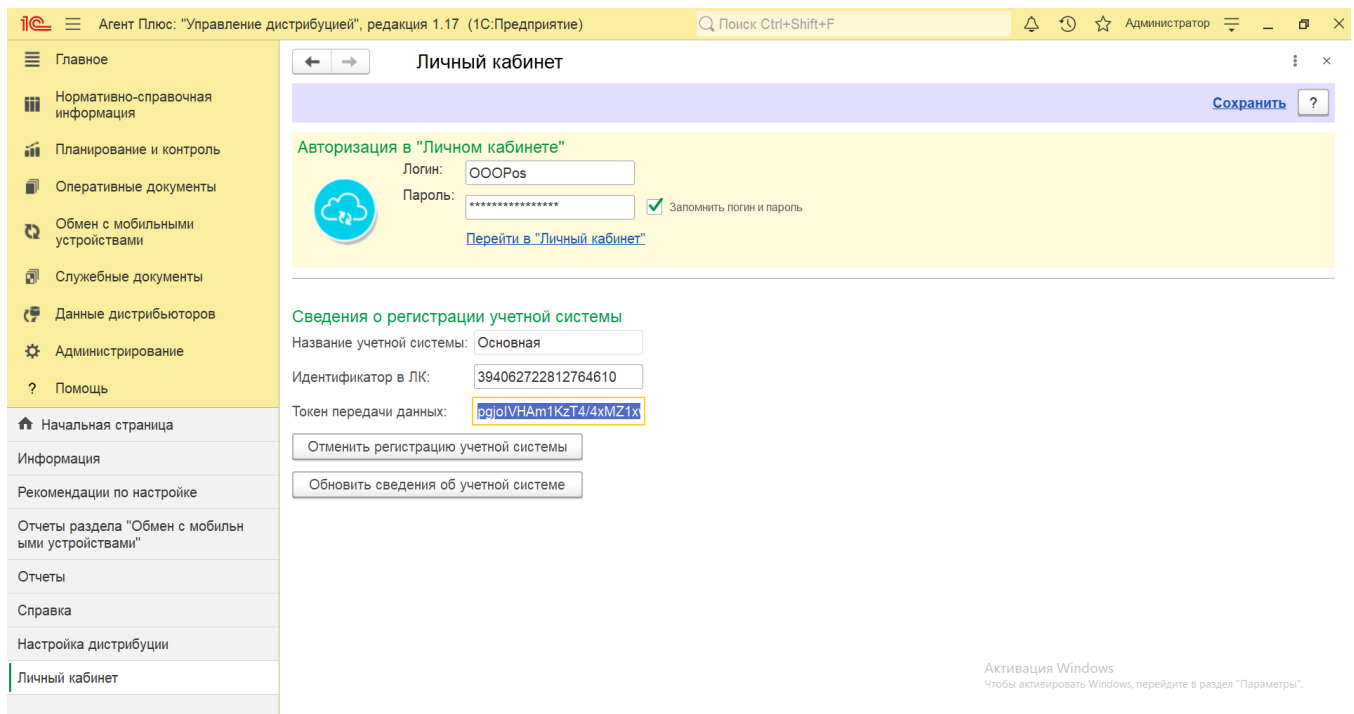 1С Агент Плюс: "Управление дистрибуцией", редакция 1.17 (1С:Предприятие) Поиск Ctrl+Shift+F Администратор
Главное
Нормативно-справочная
информация
Планирование и контроль
Оперативные документы
Обмен с мобильными
устройствами
Служебные документы
Данные дистрибьюторов
Администрирование
? Помощь
Начальная страница
Информация
Рекомендации по настройке
Отчеты раздела "Обмен с мобильн
ыми устройствами"
Отчеты
Справка
Настройка дистрибуции
Личный кабинет
Личный кабинет
Сохранить ?
Авторизация в "Личном кабинете"
Логин: OOOPos
Пароль: **************** Запомнить логин и пароль
Перейти в "Личный кабинет"
Сведения о регистрации учетной системы
Название учетной системы: Основная
Идентификатор в ЛК: 394062722812764610
Токен передачи данных: pgjoIVHAm1KzT4/4xMZ1x
Отменить регистрацию учетной системы
Обновить сведения об учетной системе
Активация Windows
Чтобы активировать Windows, перейдите в раздел "Параметры".